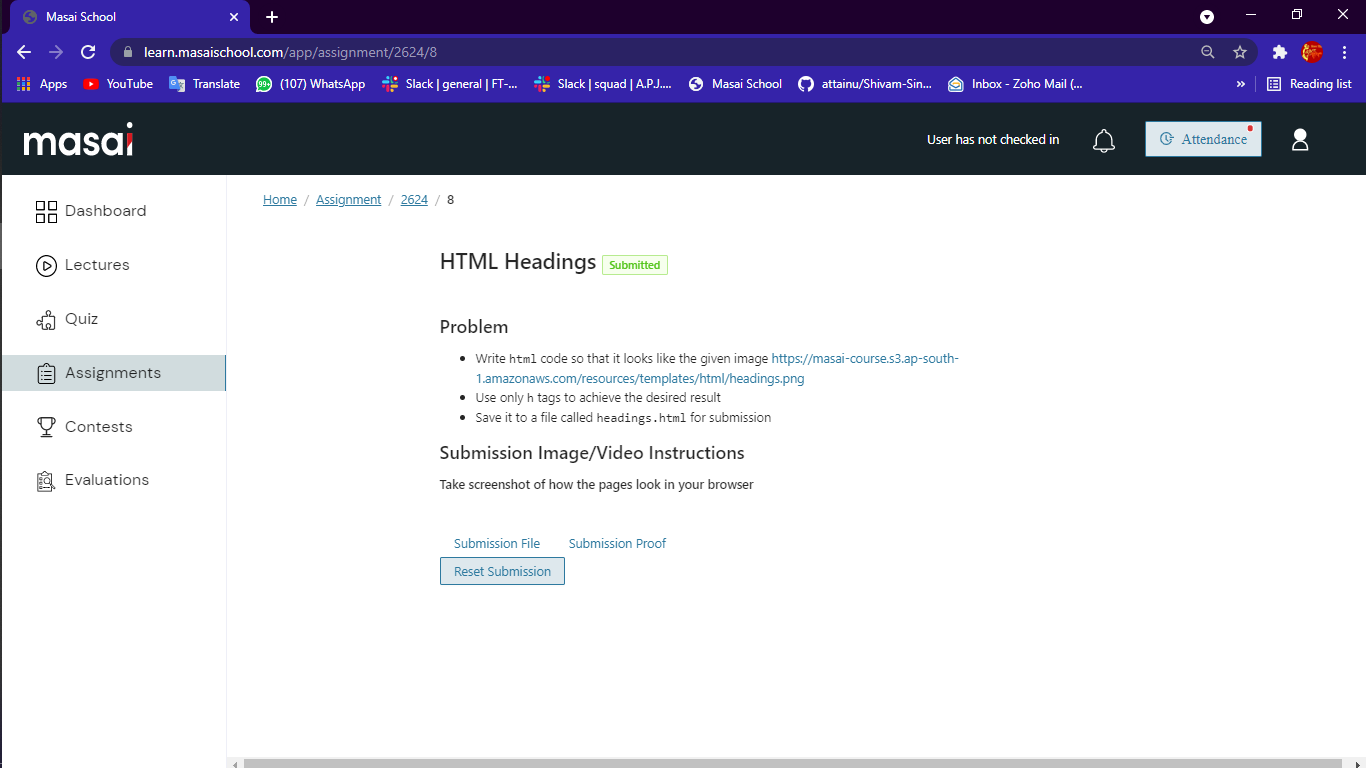 Masai School
learn.masaischool.com/app/assignment/2624/8
Apps YouTube Translate 99+ (107) WhatsApp Slack | general | FT-... Slack | squad | A.P.J.... Masai School attainu/Shivam-Sin... Inbox - Zoho Mail (... » Reading list
masai
User has not checked in
Attendance
Dashboard
Lectures
Quiz
Assignments
Contests
Evaluations
Home / Assignment / 2624 / 8
HTML Headings Submitted
Problem
• Write html code so that it looks like the given image https://masai-course.s3.ap-south-
1.amazonaws.com/resources/templates/html/headings.png
• Use only h tags to achieve the desired result
• Save it to a file called headings.html for submission
Submission Image/Video Instructions
Take screenshot of how the pages look in your browser
Submission File Submission Proof
Reset Submission